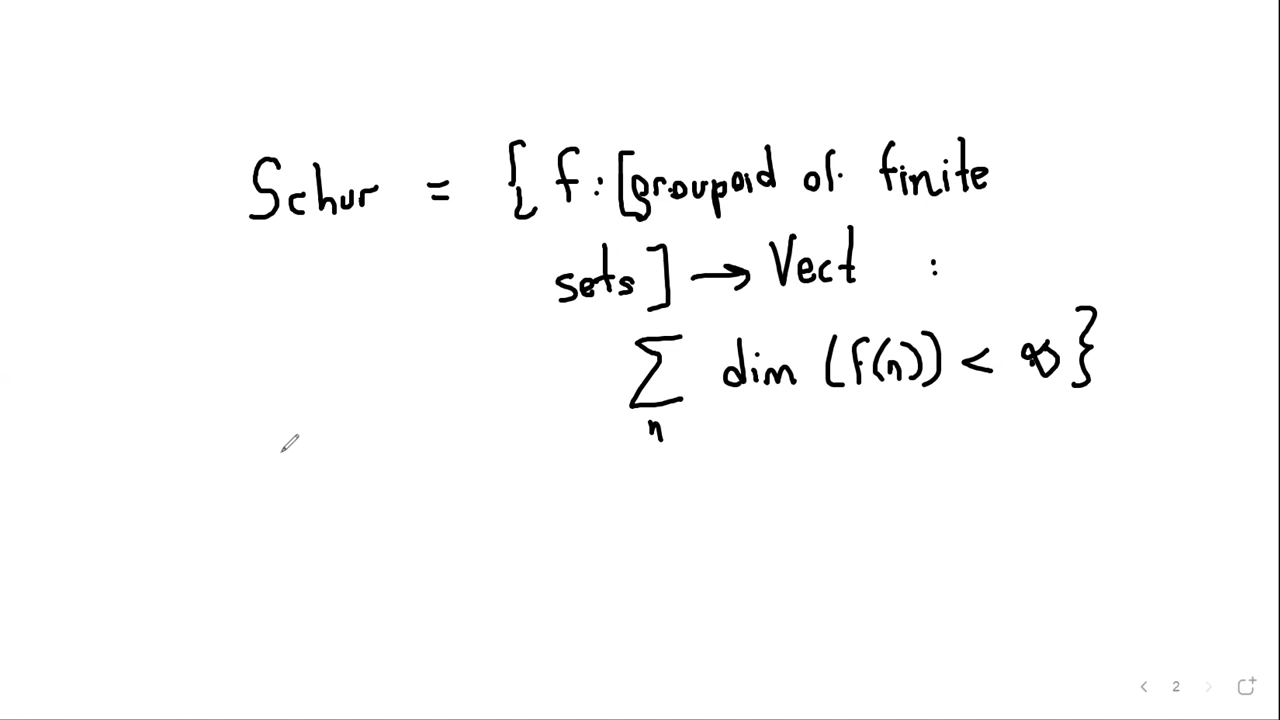 Schur = { f : [groupoid of finite
sets] → Vect :
∑ dim (f(n)) < ∞ }
n
2